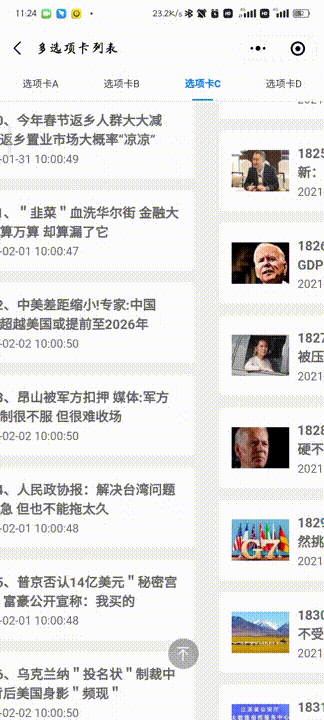 11:24
23.2K/s
多选项卡列表
选项卡A
选项卡B
选项卡C
选项卡D
、今年春节返乡人群大大减
返乡置业市场大概率“凉凉”
-01-31 10:00:49
、＂韭菜＂血洗华尔街 金融大
算万算 却算漏了它
-02-01 10:00:47
、中美差距缩小!专家:中国
超越美国或提前至2026年
-02-02 10:00:50
、昂山被军方扣押 媒体:军方
制很不服 但很难收场
-02-02 10:00:50
、人民政协报：解决台湾问题
急 但也不能拖太久
-02-01 10:00:48
、普京否认14亿美元＂秘密宫
富豪公开宣称：我买的
-02-01 10:00:48
、乌克兰纳＂投名状＂制裁中
后美国身影＂频现＂
-02-02 10:00:50
1825
新：
2021
1826
GDP
2021
1827
被压
2021
1828
硬不
2021
1829
然挑
2021
G7
1830
不受
2021
1831